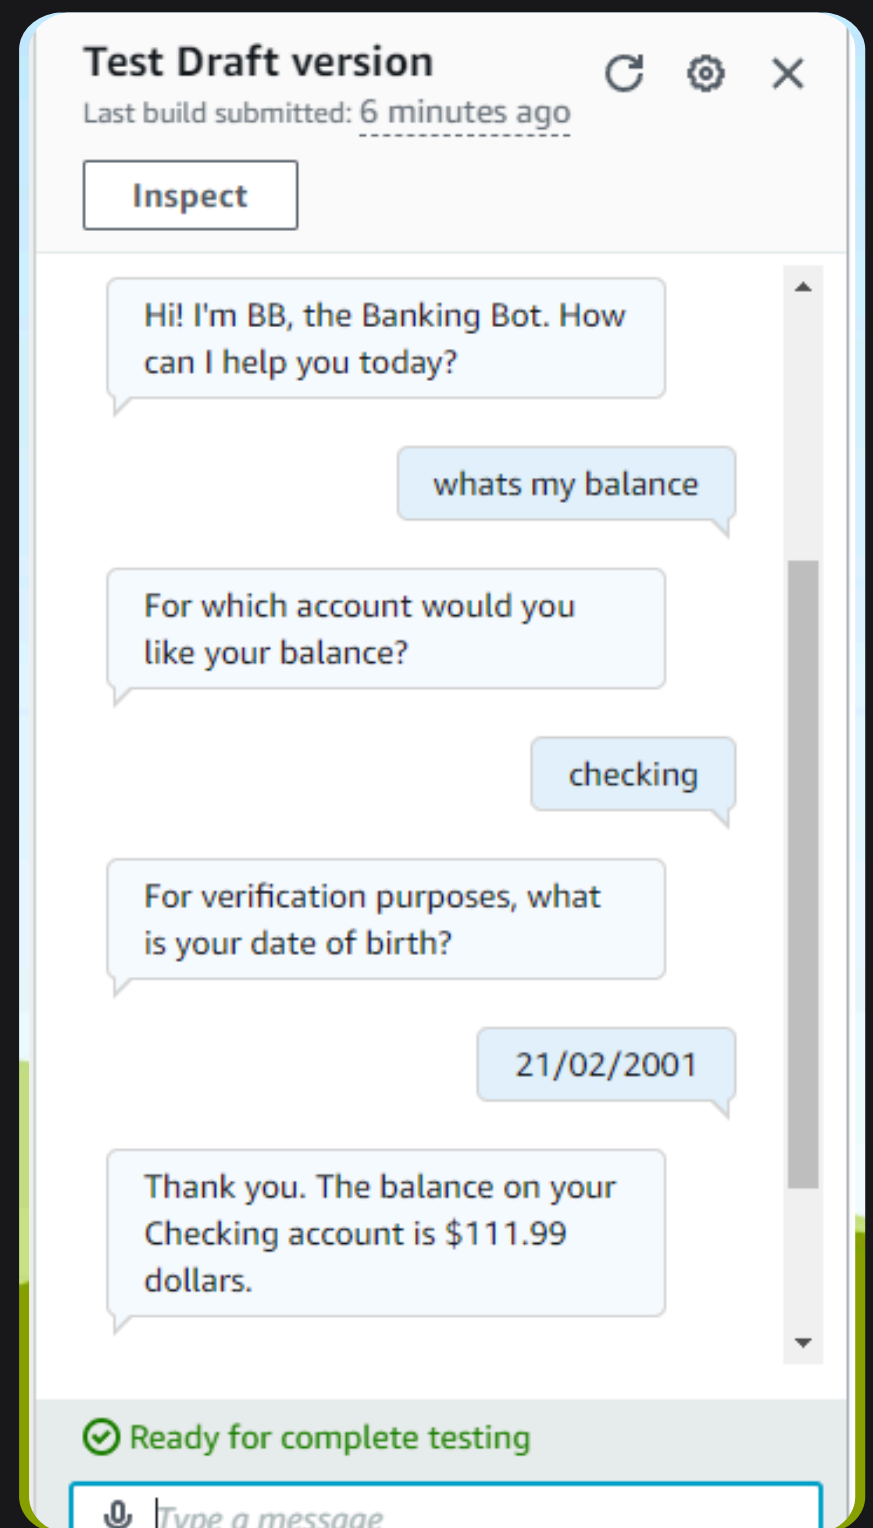 Test Draft version
Last build submitted: 6 minutes ago
Inspect
Hi! I'm BB, the Banking Bot. How
can I help you today?
whats my balance
For which account would you
like your balance?
checking
For verification purposes, what
is your date of birth?
21/02/2001
Thank you. The balance on your
Checking account is $111.99
dollars.
Ready for complete testing
Type a message